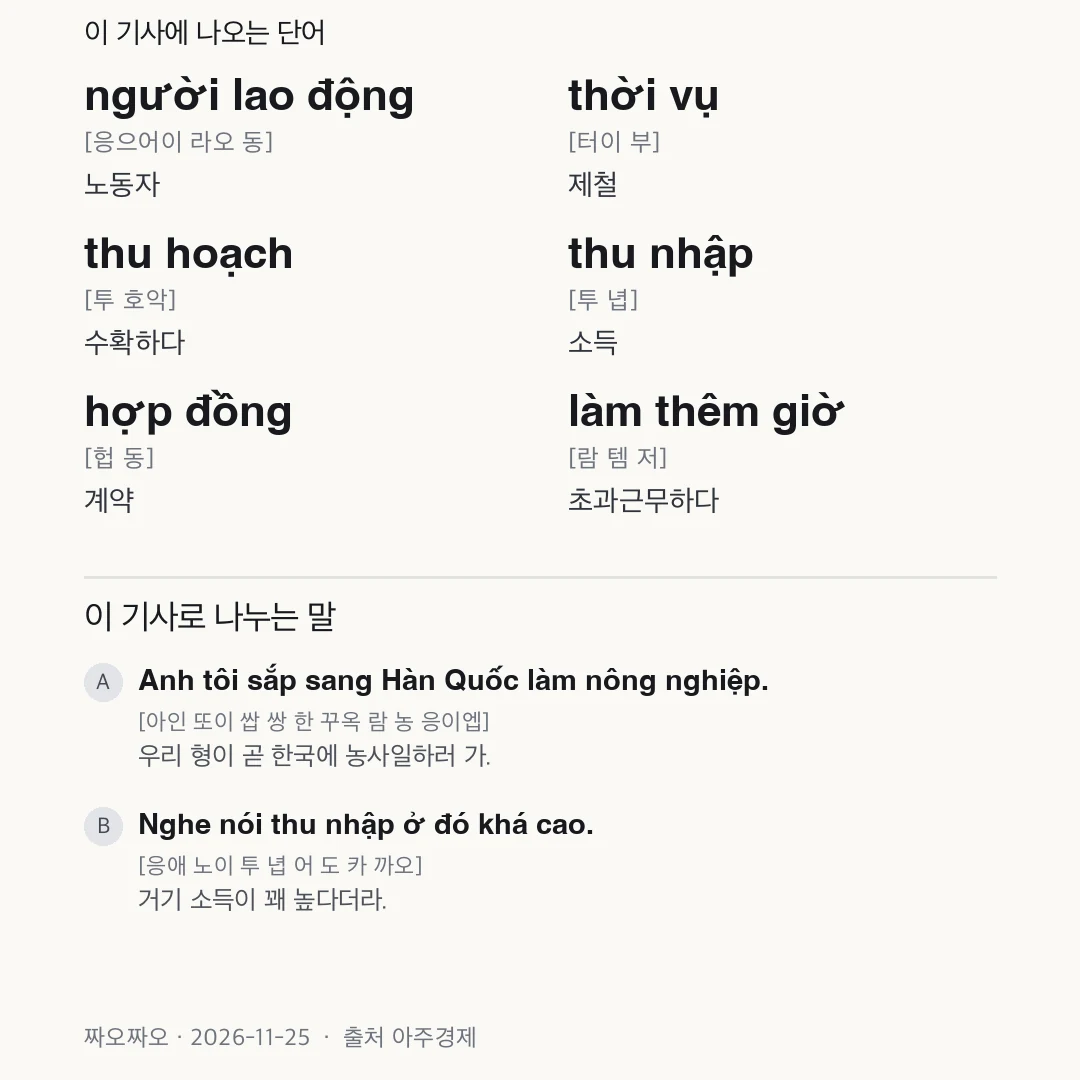 이 기사에 나오는 단어
người lao động
[응으어이 라오 동]
노동자
thời vụ
[터이 부]
제철
thu hoạch
[투 호악]
수확하다
thu nhập
[투 녑]
소득
hợp đồng
[헙 동]
계약
làm thêm giờ
[람 템 저]
초과근무하다
이 기사로 나누는 말
A
Anh tôi sắp sang Hàn Quốc làm nông nghiệp.
[아인 또이 쌉 쌍 한 꾸옥 람 농 응이엡]
우리 형이 곧 한국에 농사일하러 가.
B
Nghe nói thu nhập ở đó khá cao.
[응애 노이 투 녑 어 도 카 까오]
거기 소득이 꽤 높다더라.
짜오짜오 · 2026-11-25 · 출처 아주경제